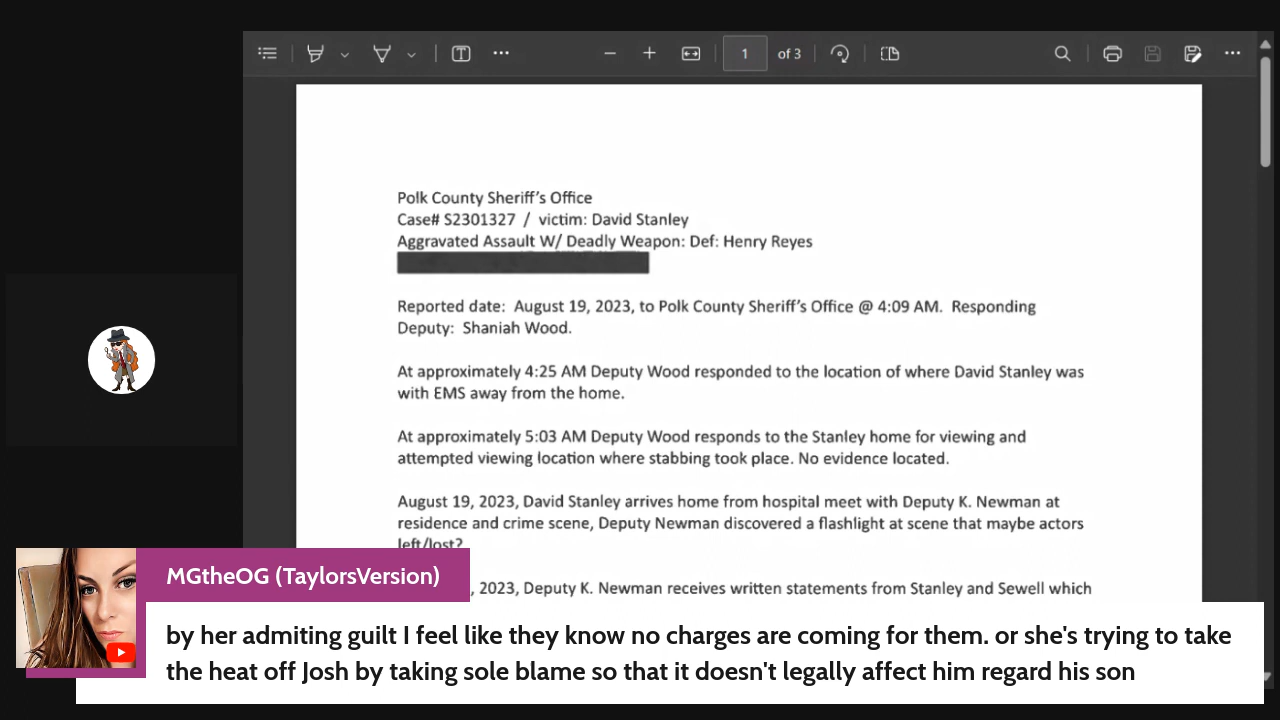 1 of 3
Polk County Sheriff's Office
Case# S2301327 / victim: David Stanley
Aggravated Assault W/ Deadly Weapon: Def: Henry Reyes
Reported date: August 19, 2023, to Polk County Sheriff's Office @ 4:09 AM. Responding
Deputy: Shaniah Wood.
At approximately 4:25 AM Deputy Wood responded to the location of where David Stanley was
with EMS away from the home.
At approximately 5:03 AM Deputy Wood responds to the Stanley home for viewing and
attempted viewing location where stabbing took place. No evidence located.
August 19, 2023, David Stanley arrives home from hospital meet with Deputy K. Newman at
residence and crime scene, Deputy Newman discovered a flashlight at scene that maybe actors
left/lost?
, 2023, Deputy K. Newman receives written statements from Stanley and Sewell which
MGtheOG (TaylorsVersion)
by her admiting guilt I feel like they know no charges are coming for them. or she's trying to take
the heat off Josh by taking sole blame so that it doesn't legally affect him regard his son